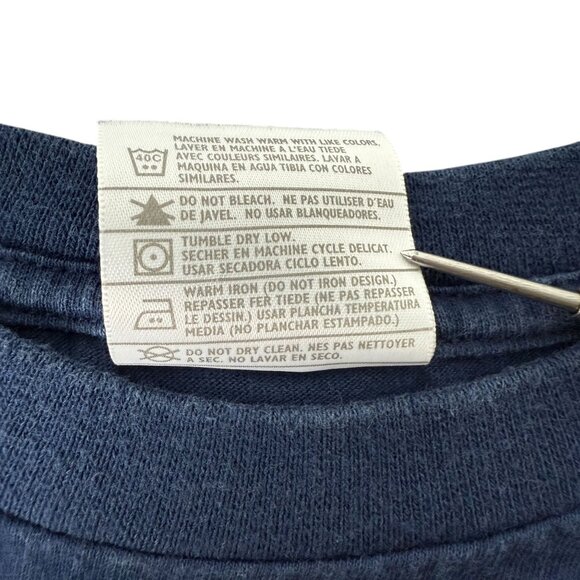 MACHINE WASH WARM WITH LIKE COLORS.
LAVER EN MACHINE A L'EAU TIEDE
40C AVEC COULEURS SIMILAIRES. LAVAR A
MAQUINA EN AGUA TIBIA CON COLORES
SIMILARES.
DO NOT BLEACH. NE PAS UTILISER D'EAU
DE JAVEL. NO USAR BLANQUEADORES.
TUMBLE DRY LOW.
SECHER EN MACHINE CYCLE DELICAT.
USAR SECADORA CICLO LENTO.
WARM IRON (DO NOT IRON DESIGN.)
REPASSER FER TIEDE (NE PAS REPASSER
LE DESSIN.) USAR PLANCHA TEMPERATURA
MEDIA (NO PLANCHAR ESTAMPADO.)
DO NOT DRY CLEAN. NES PAS NETTOYER
A SEC. NO LAVAR EN SECO.